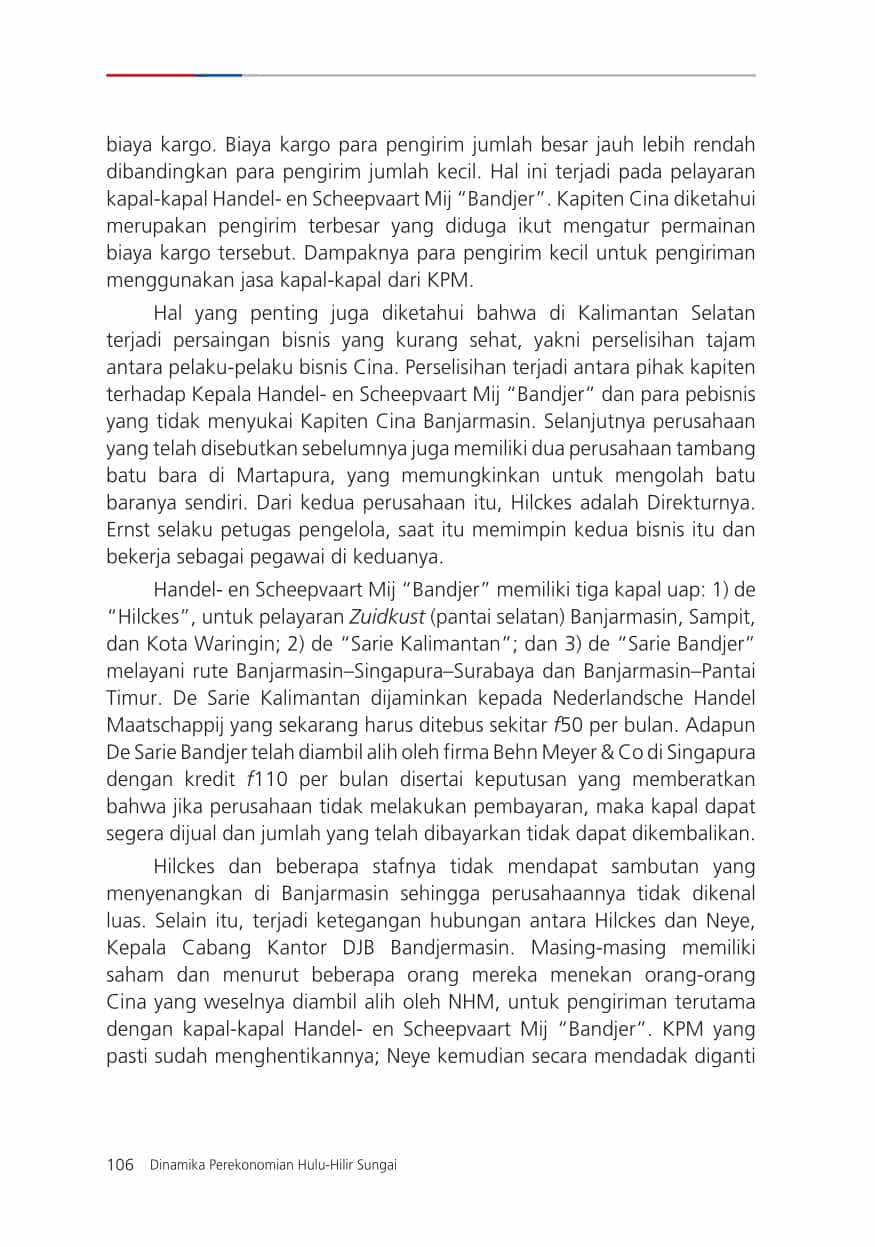 biaya kargo. Biaya kargo para pengirim jumlah besar jauh lebih rendah
dibandingkan para pengirim jumlah kecil. Hal ini terjadi pada pelayaran
kapal-kapal Handel- en Scheepvaart Mij “Bandjer”. Kapiten Cina diketahui
merupakan pengirim terbesar yang diduga ikut mengatur permainan
biaya kargo tersebut. Dampaknya para pengirim kecil untuk pengiriman
menggunakan jasa kapal-kapal dari KPM.
Hal yang penting juga diketahui bahwa di Kalimantan Selatan
terjadi persaingan bisnis yang kurang sehat, yakni perselisihan tajam
antara pelaku-pelaku bisnis Cina. Perselisihan terjadi antara pihak kapiten
terhadap Kepala Handel- en Scheepvaart Mij “Bandjer” dan para pebisnis
yang tidak menyukai Kapiten Cina Banjarmasin. Selanjutnya perusahaan
yang telah disebutkan sebelumnya juga memiliki dua perusahaan tambang
batu bara di Martapura, yang memungkinkan untuk mengolah batu
baranya sendiri. Dari kedua perusahaan itu, Hilckes adalah Direkturnya.
Ernst selaku petugas pengelola, saat itu memimpin kedua bisnis itu dan
bekerja sebagai pegawai di keduanya.
Handel- en Scheepvaart Mij “Bandjer” memiliki tiga kapal uap: 1) de
“Hilckes”, untuk pelayaran Zuidkust (pantai selatan) Banjarmasin, Sampit,
dan Kota Waringin; 2) de “Sarie Kalimantan”; dan 3) de “Sarie Bandjer”
melayani rute Banjarmasin–Singapura–Surabaya dan Banjarmasin–Pantai
Timur. De Sarie Kalimantan dijaminkan kepada Nederlandsche Handel
Maatschappij yang sekarang harus ditebus sekitar f50 per bulan. Adapun
De Sarie Bandjer telah diambil alih oleh firma Behn Meyer & Co di Singapura
dengan kredit f110 per bulan disertai keputusan yang memberatkan
bahwa jika perusahaan tidak melakukan pembayaran, maka kapal dapat
segera dijual dan jumlah yang telah dibayarkan tidak dapat dikembalikan.
Hilckes dan beberapa stafnya tidak mendapat sambutan yang
menyenangkan di Banjarmasin sehingga perusahaannya tidak dikenal
luas. Selain itu, terjadi ketegangan hubungan antara Hilckes dan Neye,
Kepala Cabang Kantor DJB Bandjermasin. Masing-masing memiliki
saham dan menurut beberapa orang mereka menekan orang-orang
Cina yang weselnya diambil alih oleh NHM, untuk pengiriman terutama
dengan kapal-kapal Handel- en Scheepvaart Mij “Bandjer”. KPM yang
pasti sudah menghentikannya; Neye kemudian secara mendadak diganti
106 Dinamika Perekonomian Hulu-Hilir Sungai